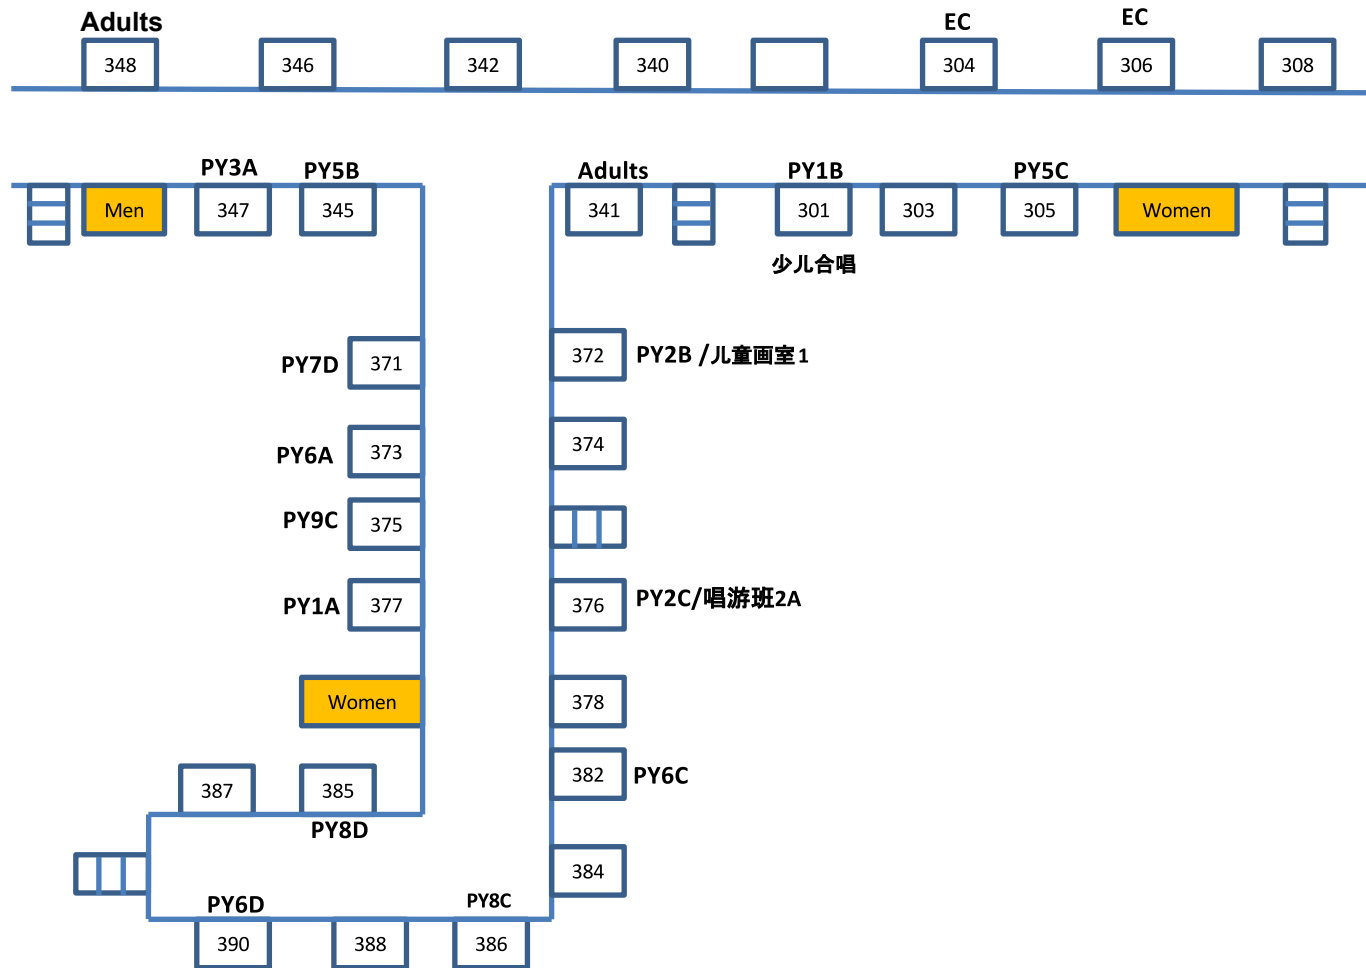 Adults
EC
EC
348
346
342
340
304
306
308
PY3A
PY5B
Adults
PY1B
PY5C
Men
347
345
341
301
303
305
Women
少儿合唱
PY7D
371
372
PY2B /儿童画室1
PY6A
373
374
PY9C
375
PY1A
377
376
PY2C/唱游班2A
Women
378
382
PY6C
387
385
PY8D
384
PY6D
PY8C
390
388
386